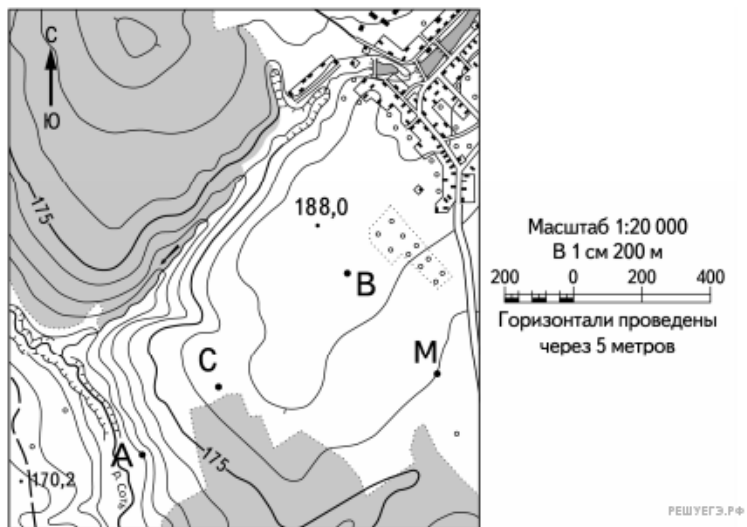 С
Ю
175
188,0
В
С
М
А
175
170,2
р. Сота
Масштаб 1:20 000
В 1 см 200 м
200 0 200 400
Горизонтали проведены
через 5 метров
РЕШУЕГЭ.РФ